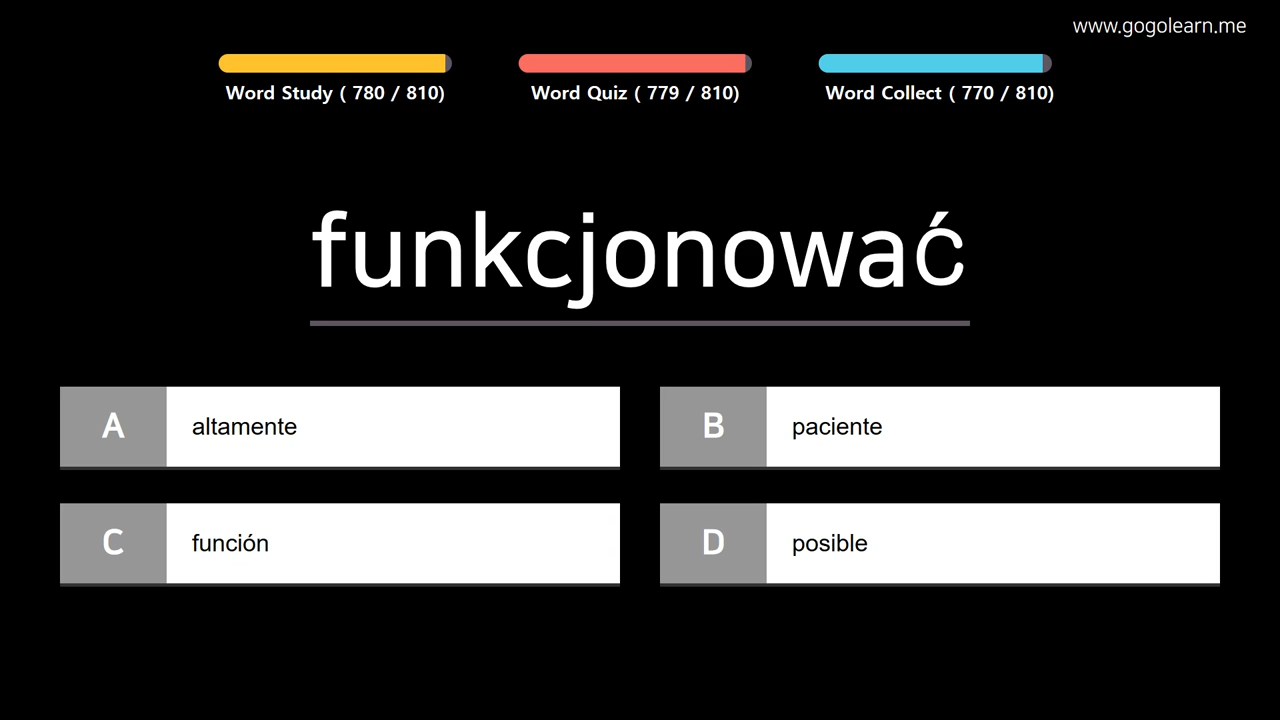 www.gogolearn.me
Word Study ( 780 / 810)
Word Quiz ( 779 / 810)
Word Collect ( 770 / 810)
funkcjonować
A altamente
B paciente
C función
D posible